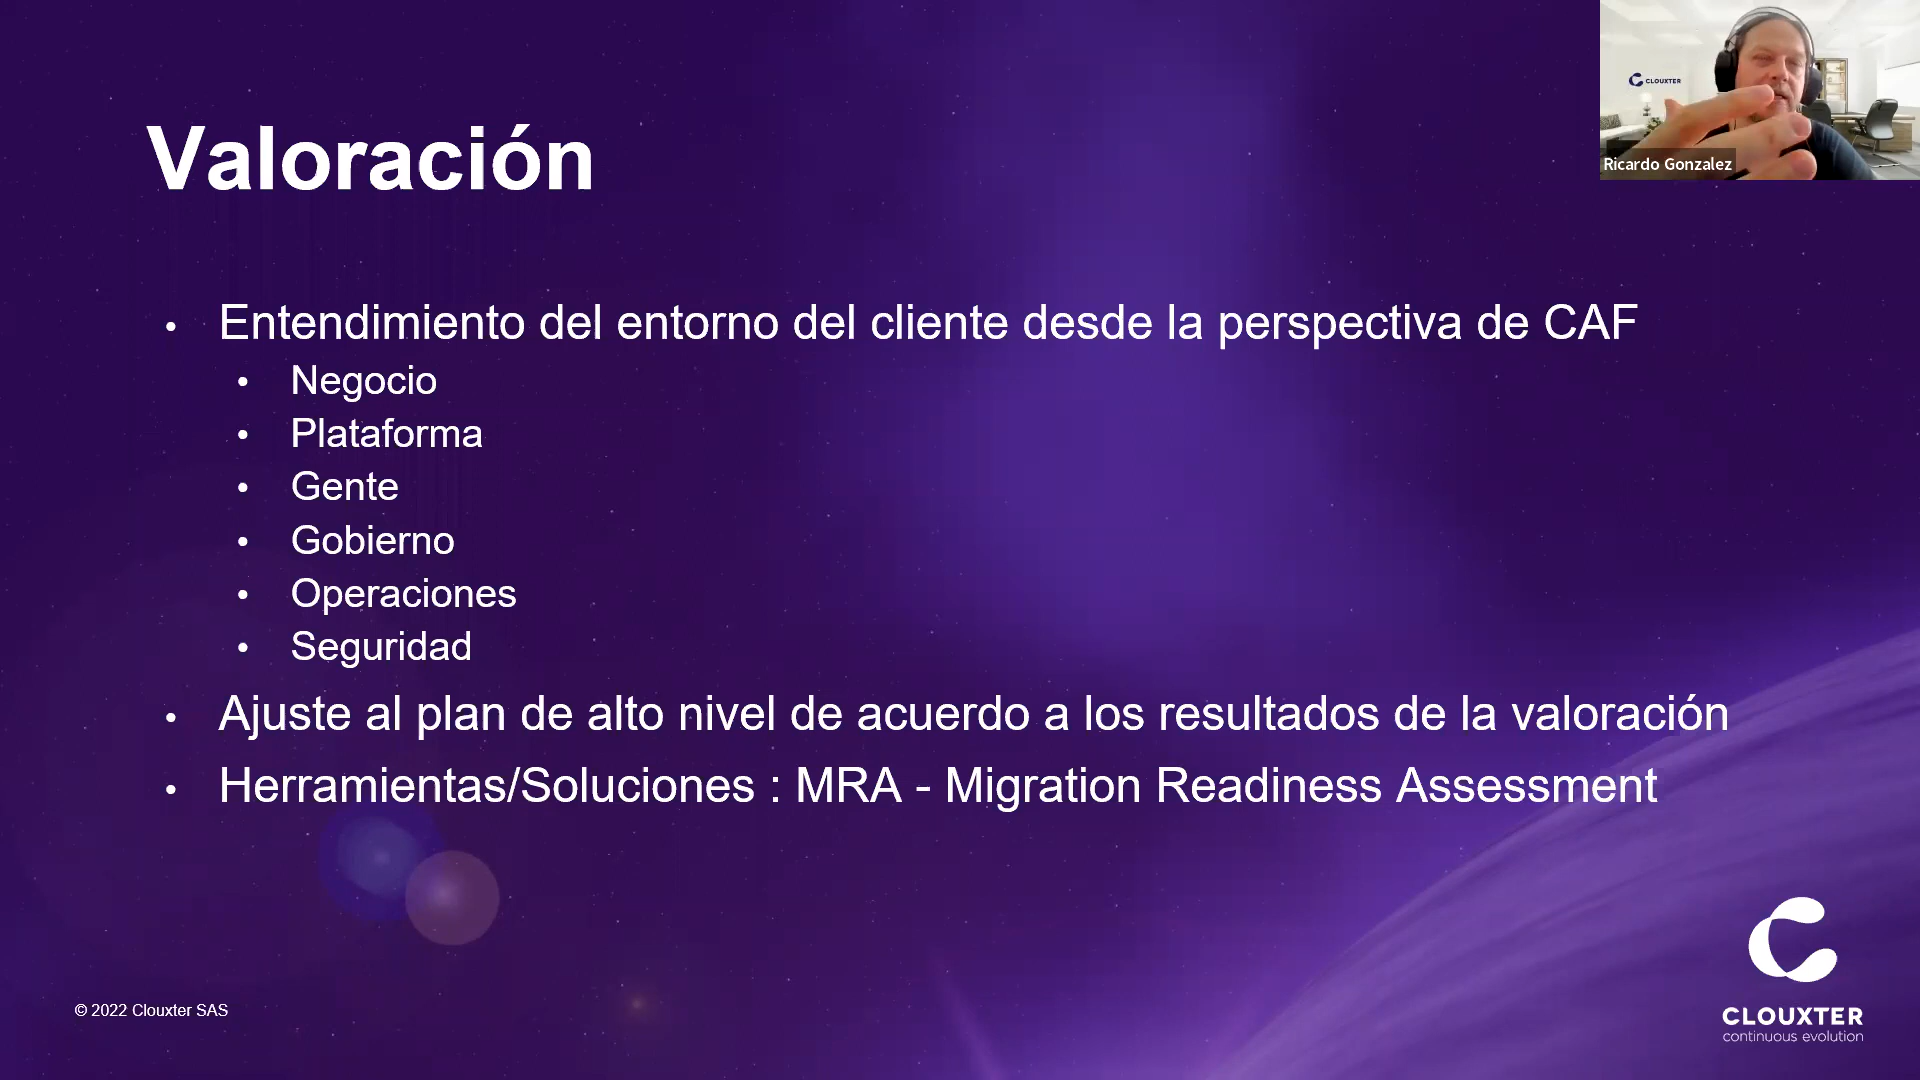 CLOUXTER
Ricardo Gonzalez
Valoración
• Entendimiento del entorno del cliente desde la perspectiva de CAF
• Negocio
• Plataforma
• Gente
• Gobierno
• Operaciones
• Seguridad
• Ajuste al plan de alto nivel de acuerdo a los resultados de la valoración
• Herramientas/Soluciones : MRA - Migration Readiness Assessment
© 2022 Clouxter SAS
CLOUXTER
continuous evolution